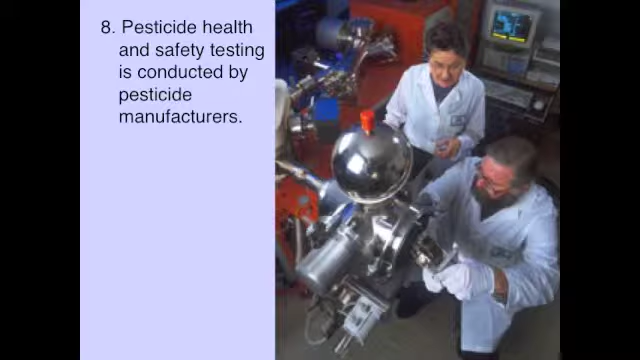 8. Pesticide health
and safety testing
is conducted by
pesticide
manufacturers.